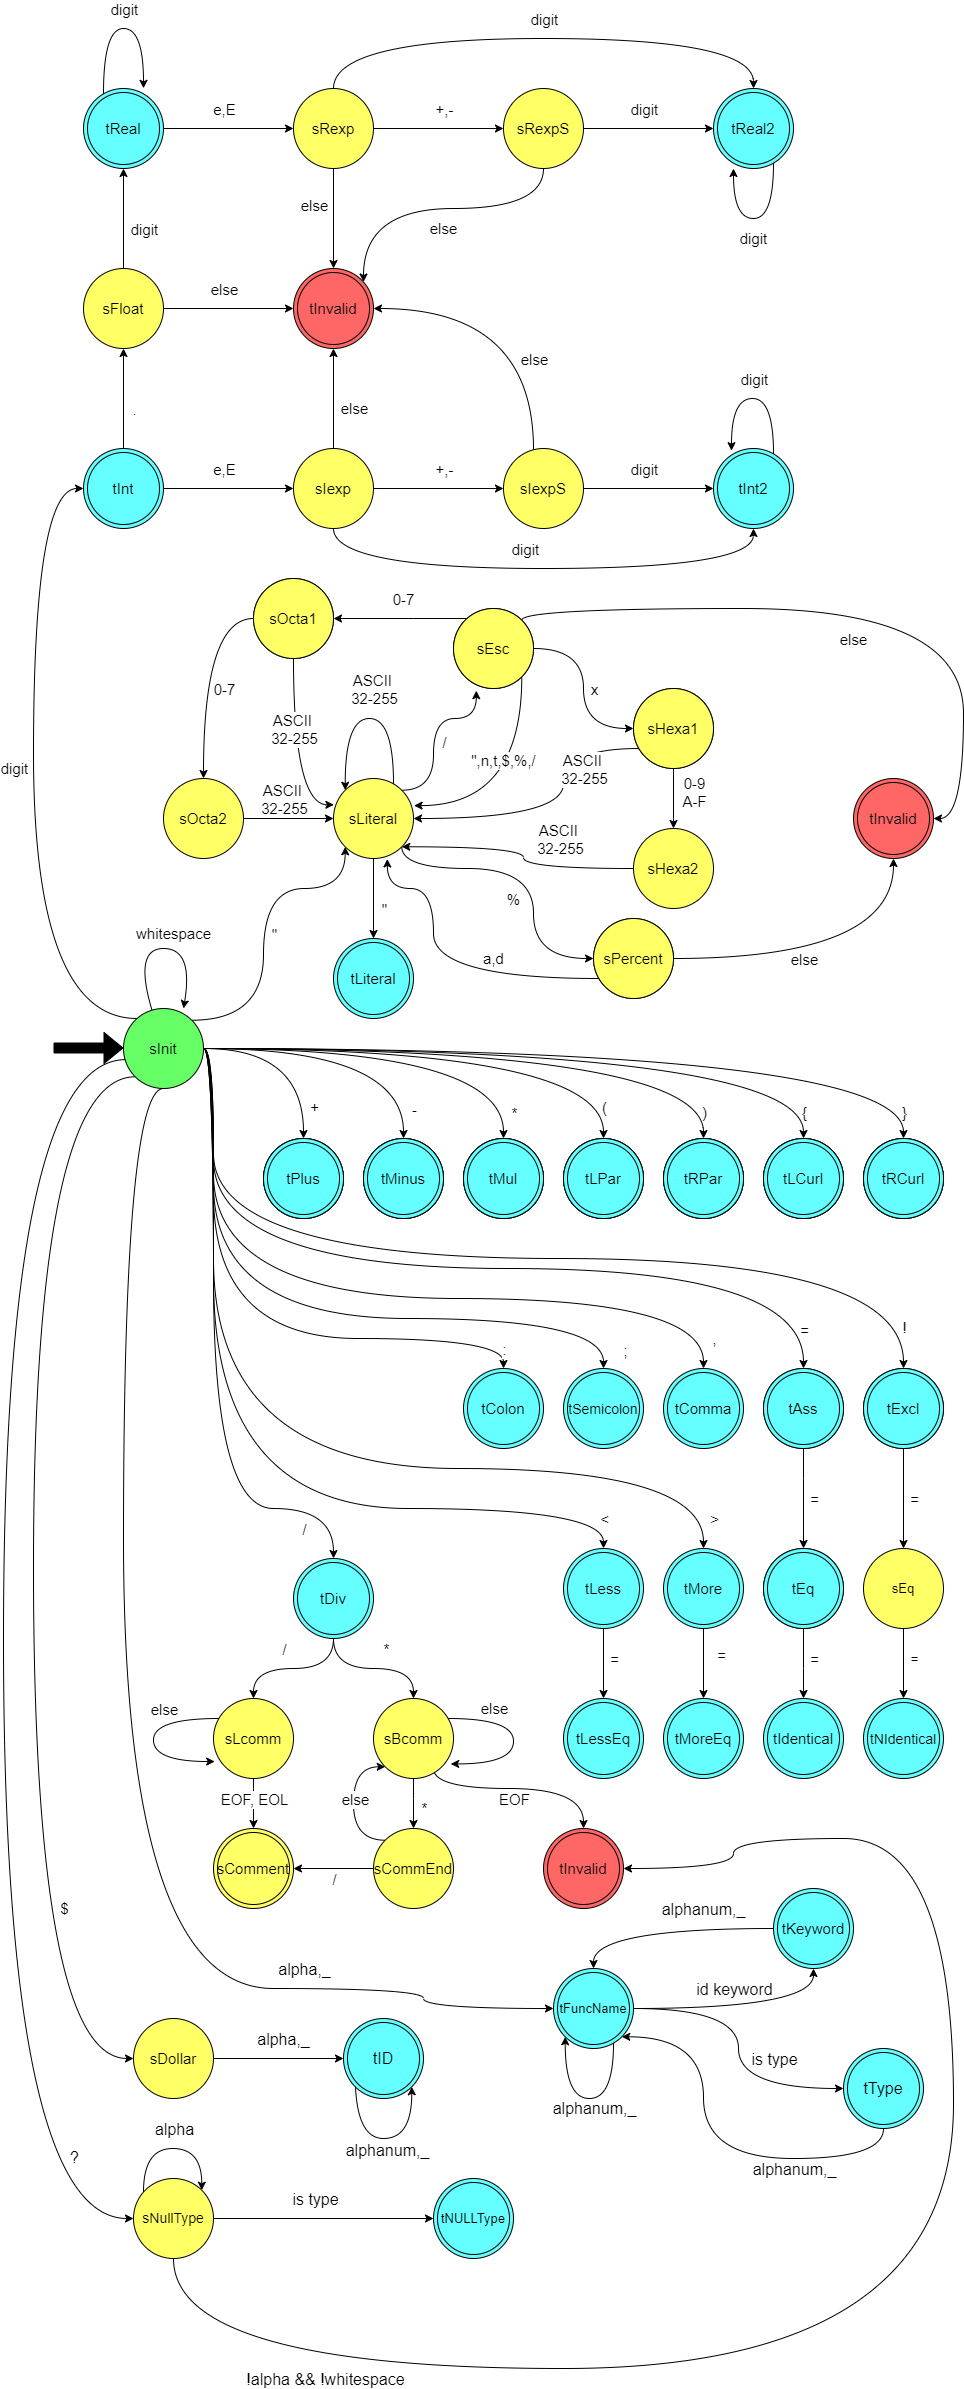 digit
digit
tReal
e,E
sRexp
+,-
sRexpS
digit
tReal2
digit
else
else
digit
sFloat
else
tInvalid
.
else
else
digit
tInt
e,E
sIexp
+,-
sIexpS
digit
tInt2
digit
digit
sOcta1
0-7
sEsc
else
0-7
ASCII
32-255
ASCII
32-255
x
sHexa1
/
",n,t,$,%,/
ASCII
32-255
0-9
A-F
sOcta2
ASCII
32-255
sLiteral
ASCII
32-255
sHexa2
tInvalid
"
%
"
whitespace
tLiteral
a,d
sPercent
else
sInit
+
-
*
(
)
{
}
tPlus
tMinus
tMul
tLPar
tRPar
tLCurl
tRCurl
:
;
,
=
!
tColon
tSemicolon
tComma
tAss
tExcl
=
=
/
<
>
tDiv
tLess
tMore
tEq
sEq
/
*
=
=
=
=
else
sLcomm
sBcomm
else
tLessEq
tMoreEq
tIdentical
tNIdentical
EOF, EOL
else
*
EOF
sComment
/
sCommEnd
tInvalid
$
alpha,_
alphanum,_
tKeyword
id keyword
tFuncName
is type
tType
alphanum,_
alphanum,_
sDollar
alpha,_
tID
alphanum,_
?
alpha
sNullType
is type
tNULLType
!alpha && !whitespace